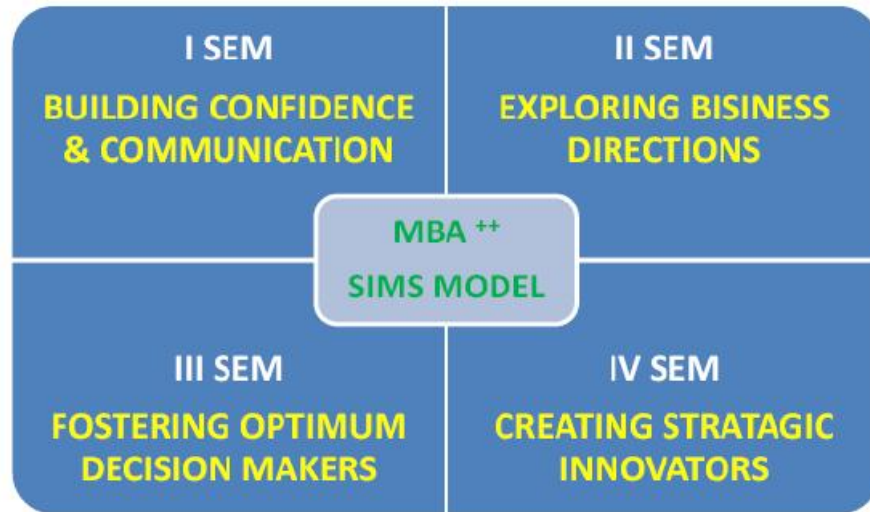 I SEM
BUILDING CONFIDENCE
& COMMUNICATION
II SEM
EXPLORING BISINESS
DIRECTIONS
MBA ++
SIMS MODEL
III SEM
FOSTERING OPTIMUM
DECISION MAKERS
IV SEM
CREATING STRATAGIC
INNOVATORS